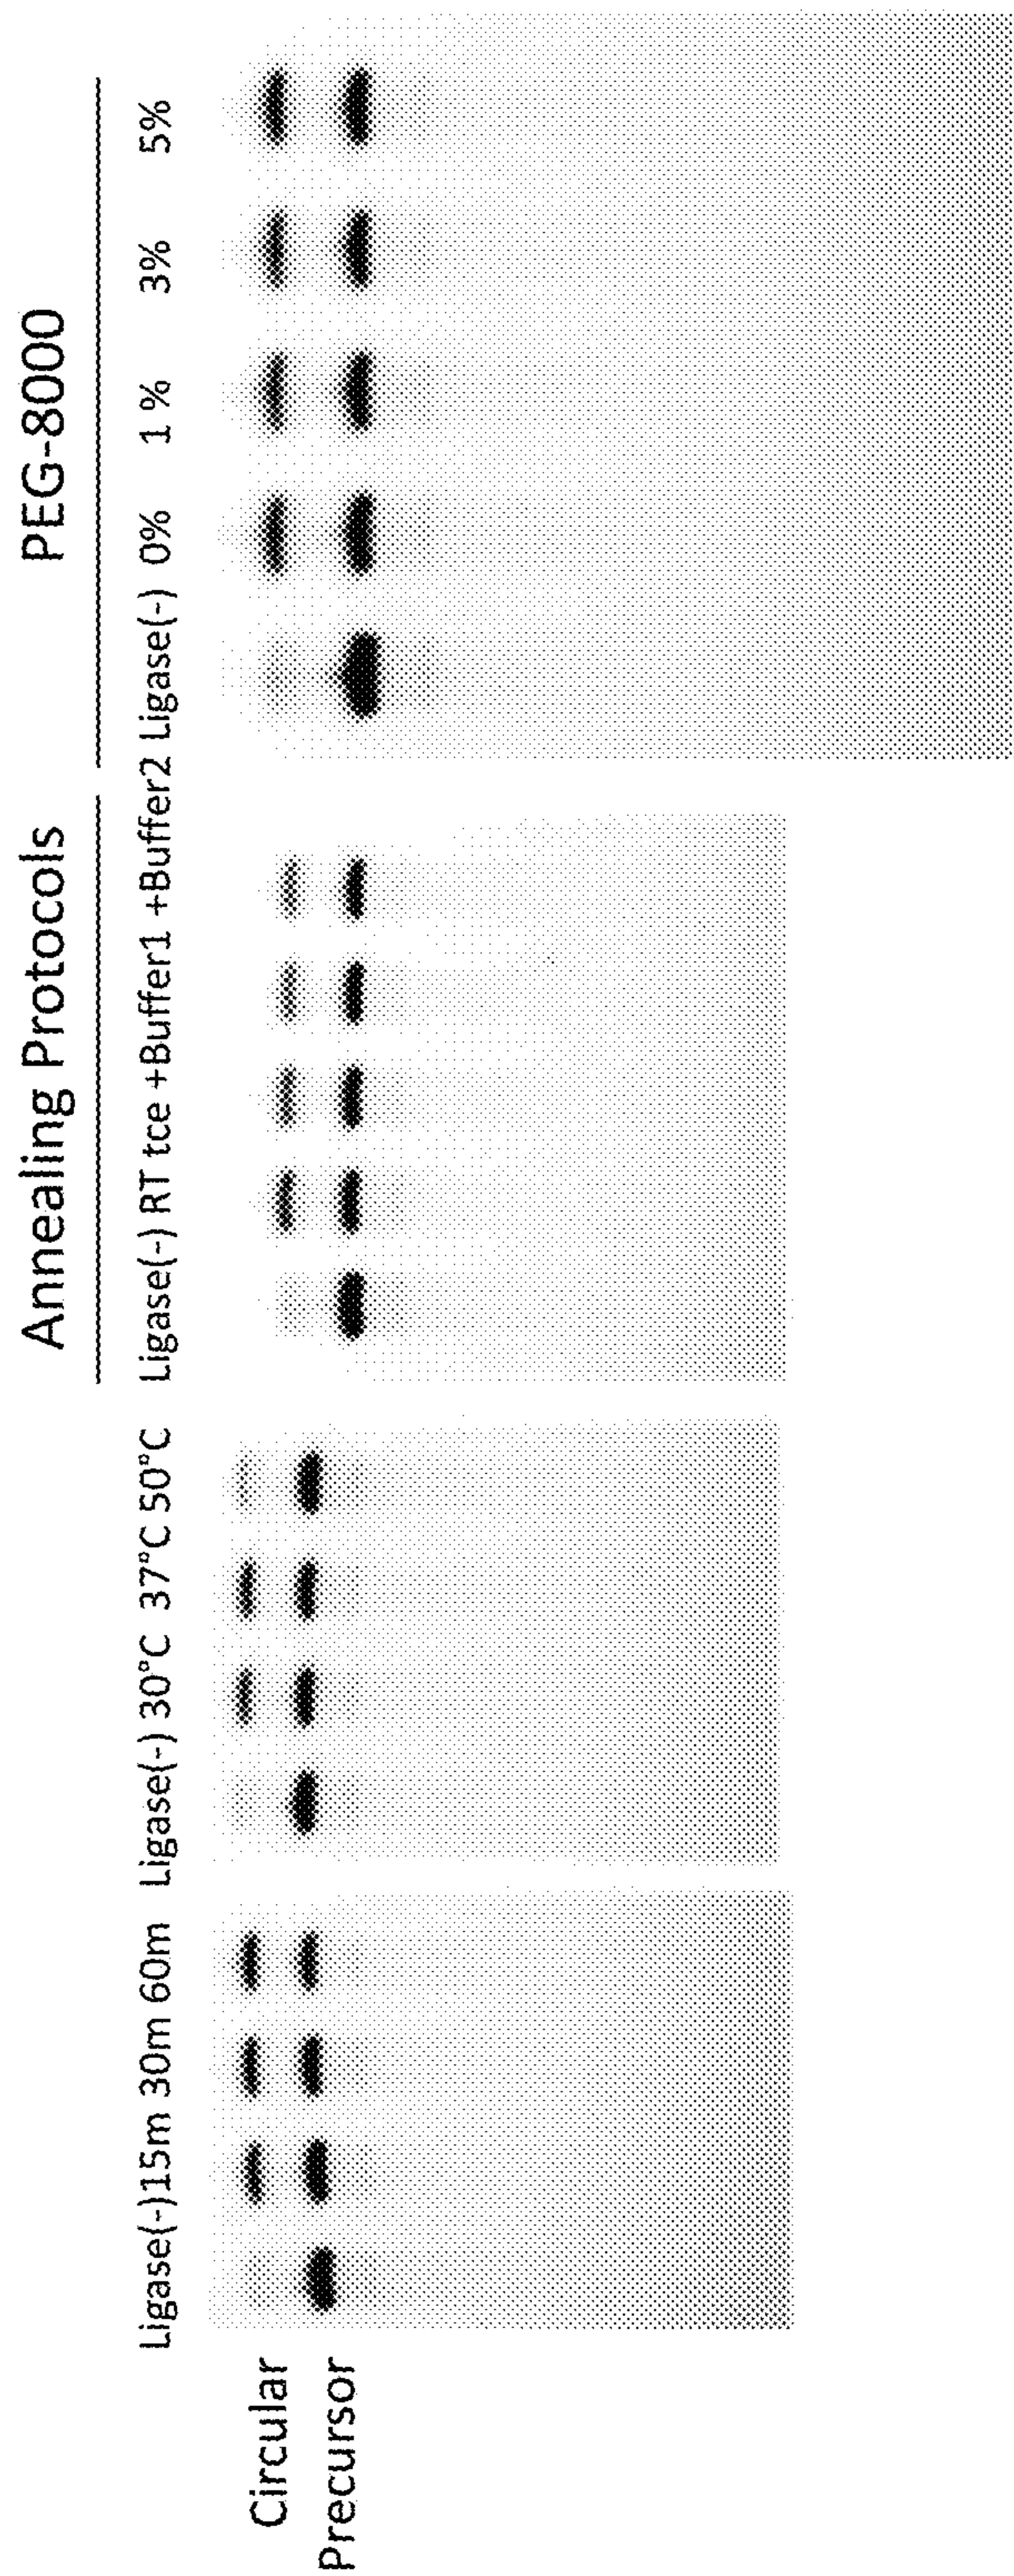 Annealing Protocols
PEG-8000
Ligase(-)15m 30m 60m
Ligase(-) 30°C 37°C 50°C
Ligase(-) RT tce +Buffer1 +Buffer2
Ligase(-) 0% 1 % 3% 5%
Circular
Precursor